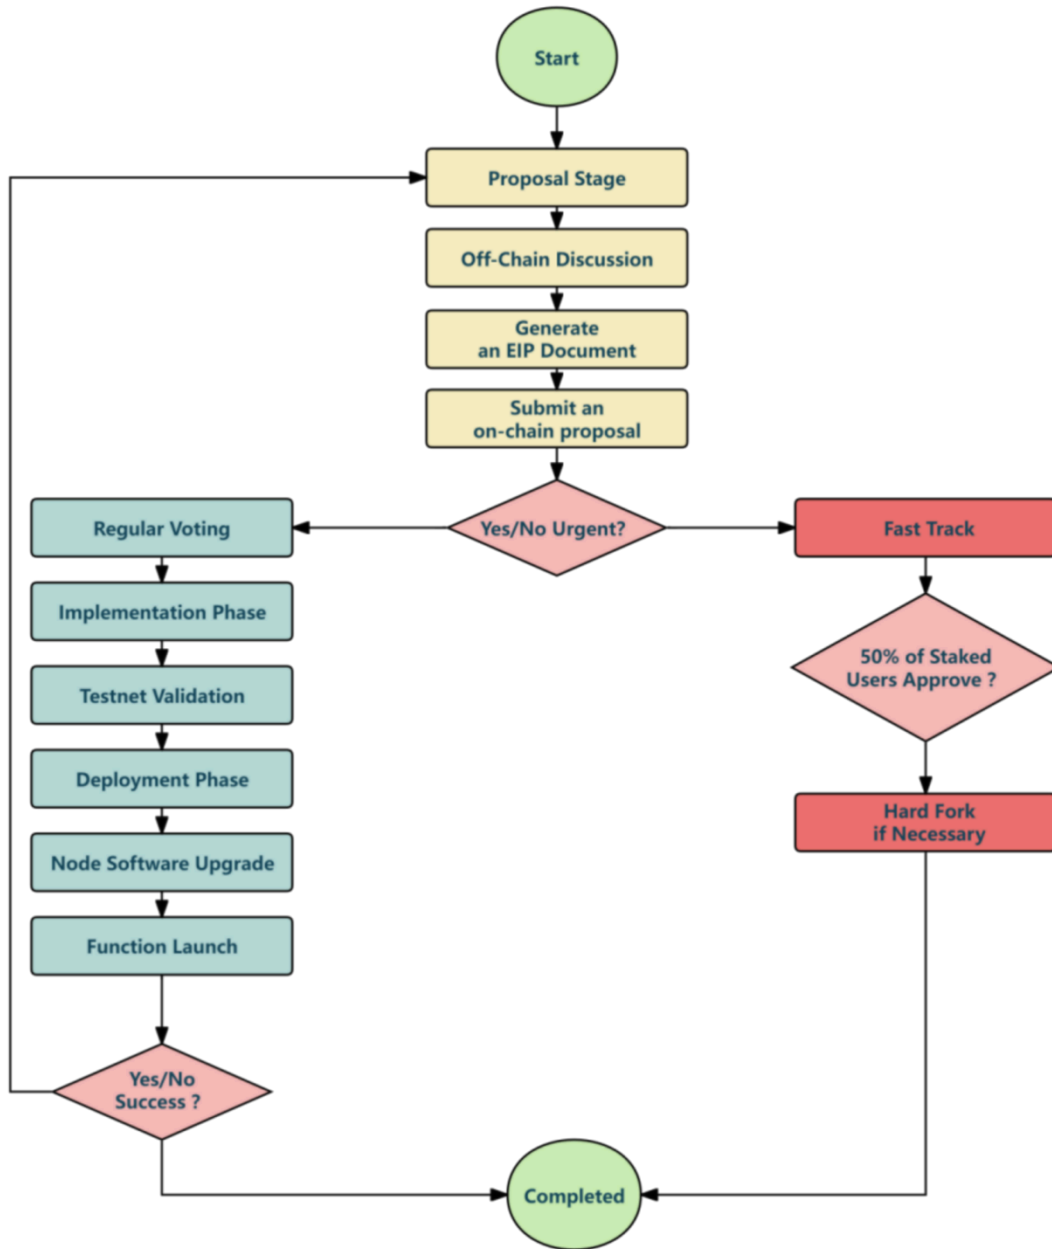 Start
Proposal Stage
Off-Chain Discussion
Generate
an EIP Document
Submit an
on-chain proposal
Yes/No Urgent?
Regular Voting
Implementation Phase
Testnet Validation
Deployment Phase
Node Software Upgrade
Function Launch
Yes/No
Success ?
Fast Track
50% of Staked
Users Approve ?
Hard Fork
if Necessary
Completed